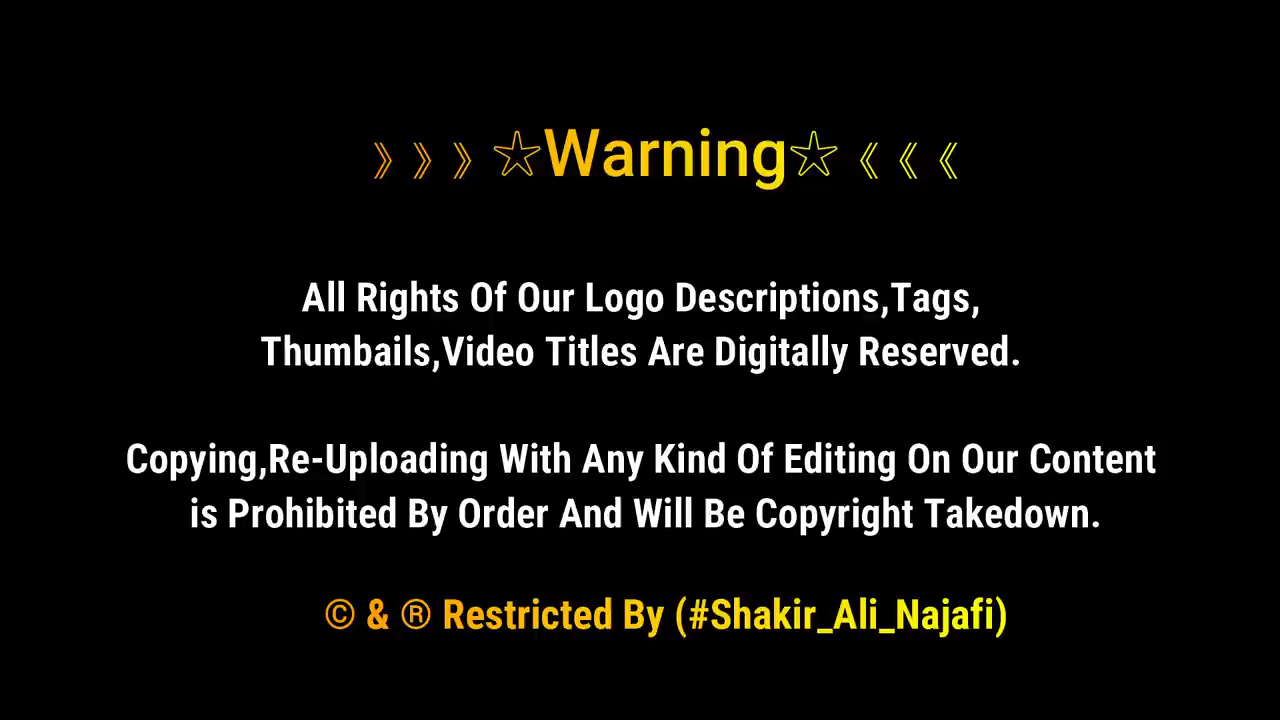 》》》☆Warning☆《《《
All Rights Of Our Logo Descriptions,Tags,
Thumbails,Video Titles Are Digitally Reserved.
Copying,Re-Uploading With Any Kind Of Editing On Our Content
is Prohibited By Order And Will Be Copyright Takedown.
© & ® Restricted By (#Shakir_Ali_Najafi)